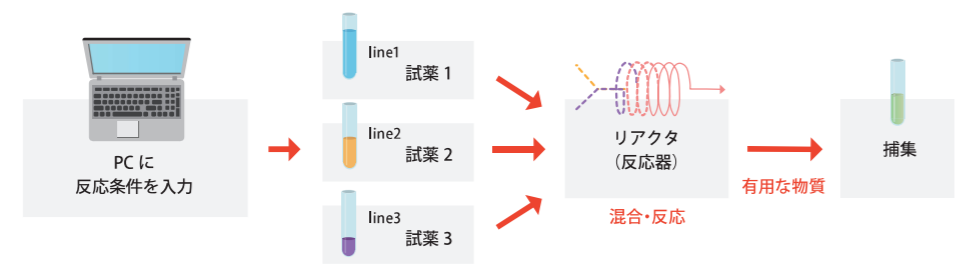 PC に
反応条件を入力
line1
試薬 1
line2
試薬 2
line3
試薬 3
リアクタ
（反応器）
混合・反応
有用な物質
捕集